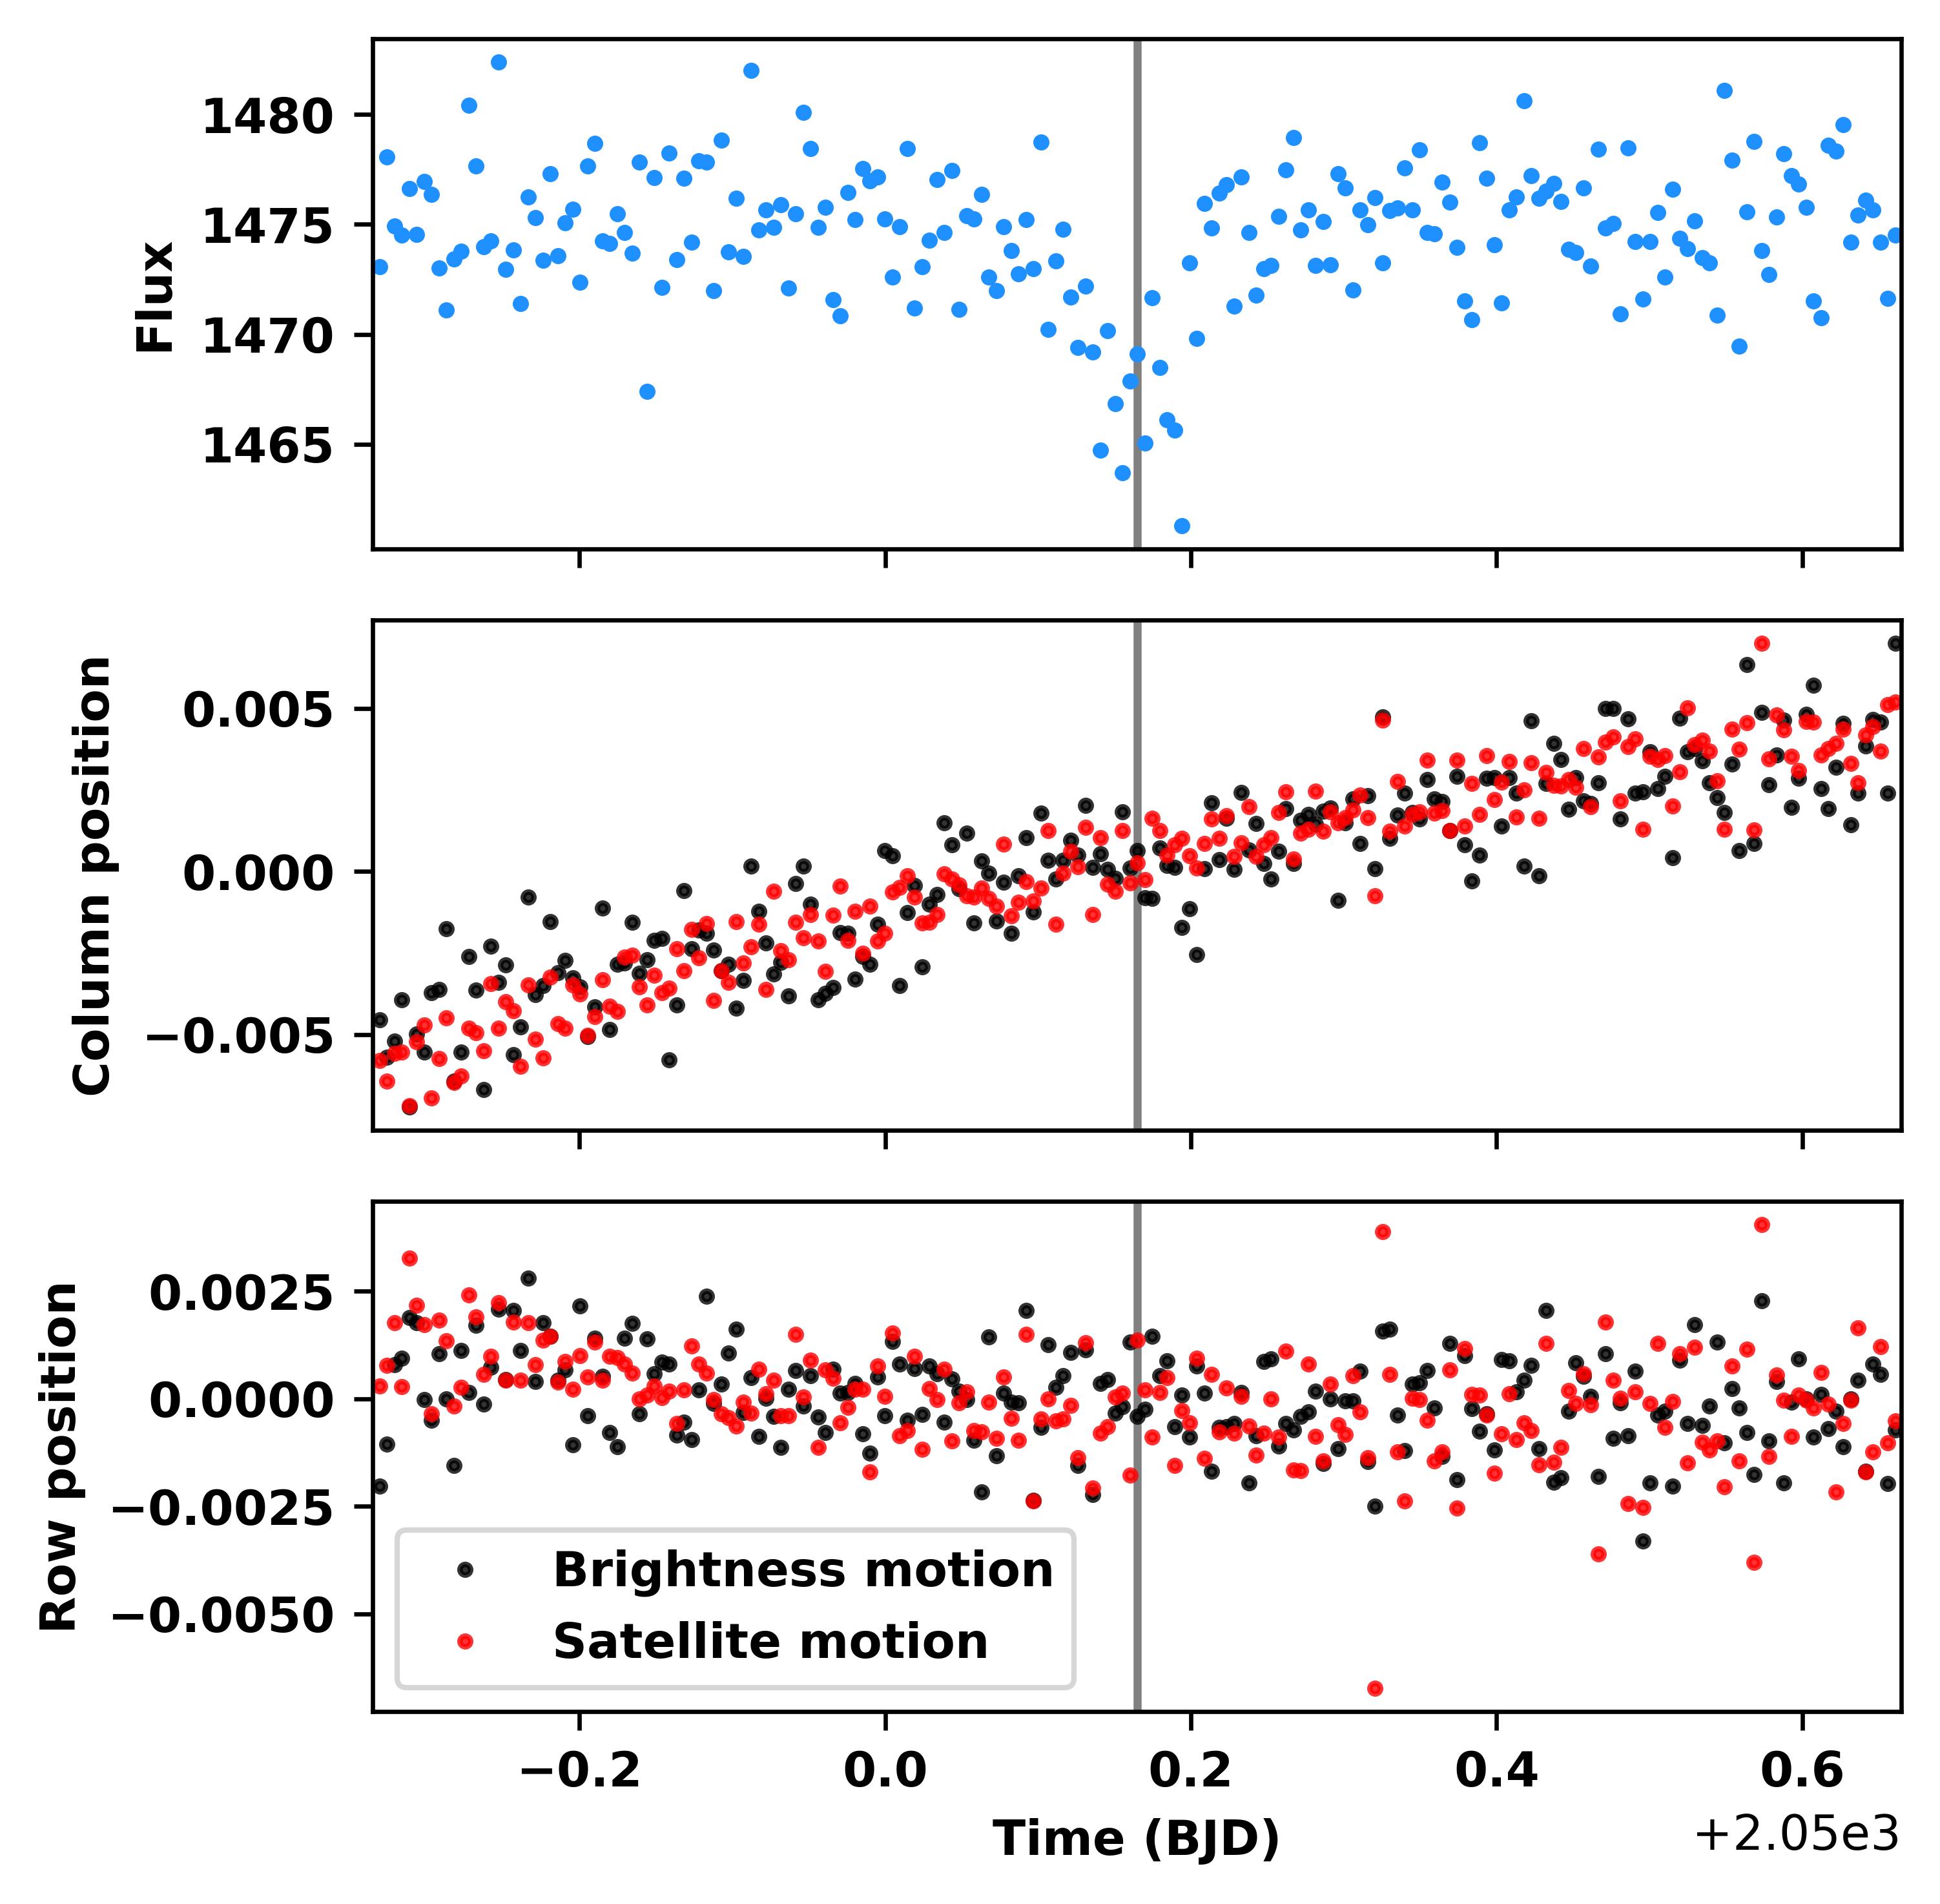 Flux
1480
1475
1470
1465
Column position
0.005
0.000
−0.005
Row position
0.0025
0.0000
−0.0025
−0.0050
Brightness motion
Satellite motion
−0.2 0.0 0.2 0.4 0.6
Time (BJD)
+2.05e3